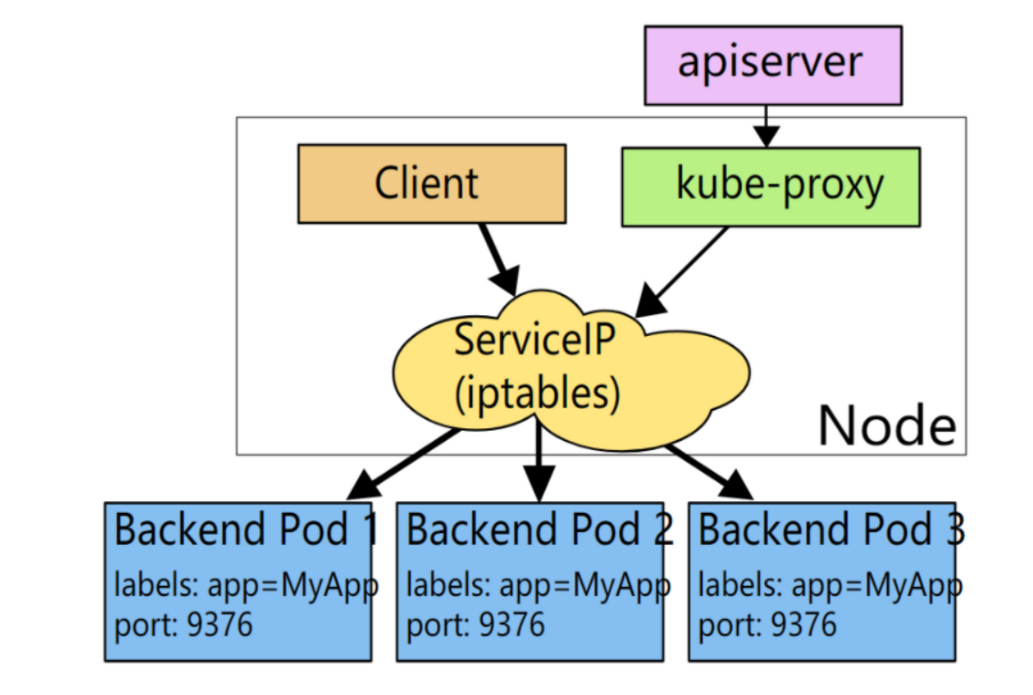 apiserver
Client
kube-proxy
ServiceIP
(iptables)
Node
Backend Pod 1
labels: app=MyApp
port: 9376
Backend Pod 2
labels: app=MyApp
port: 9376
Backend Pod 3
labels: app=MyApp
port: 9376